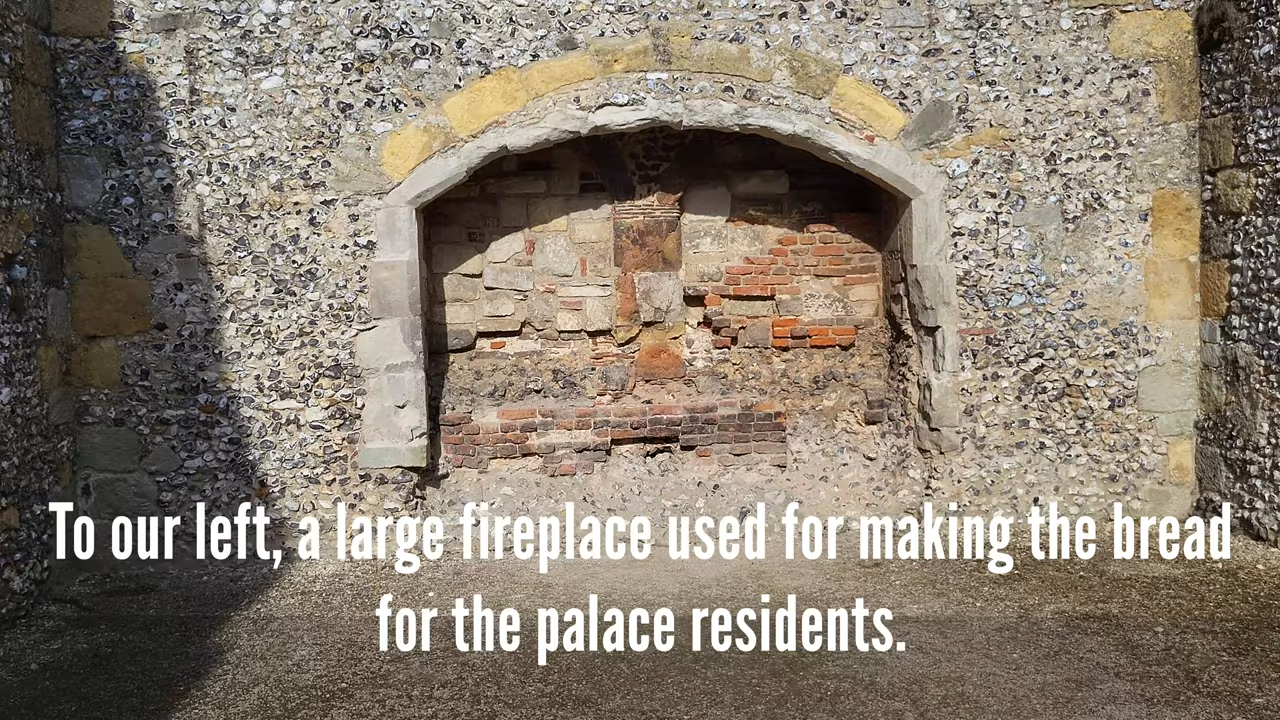 To our left, a large fireplace used for making the bread
for the palace residents.